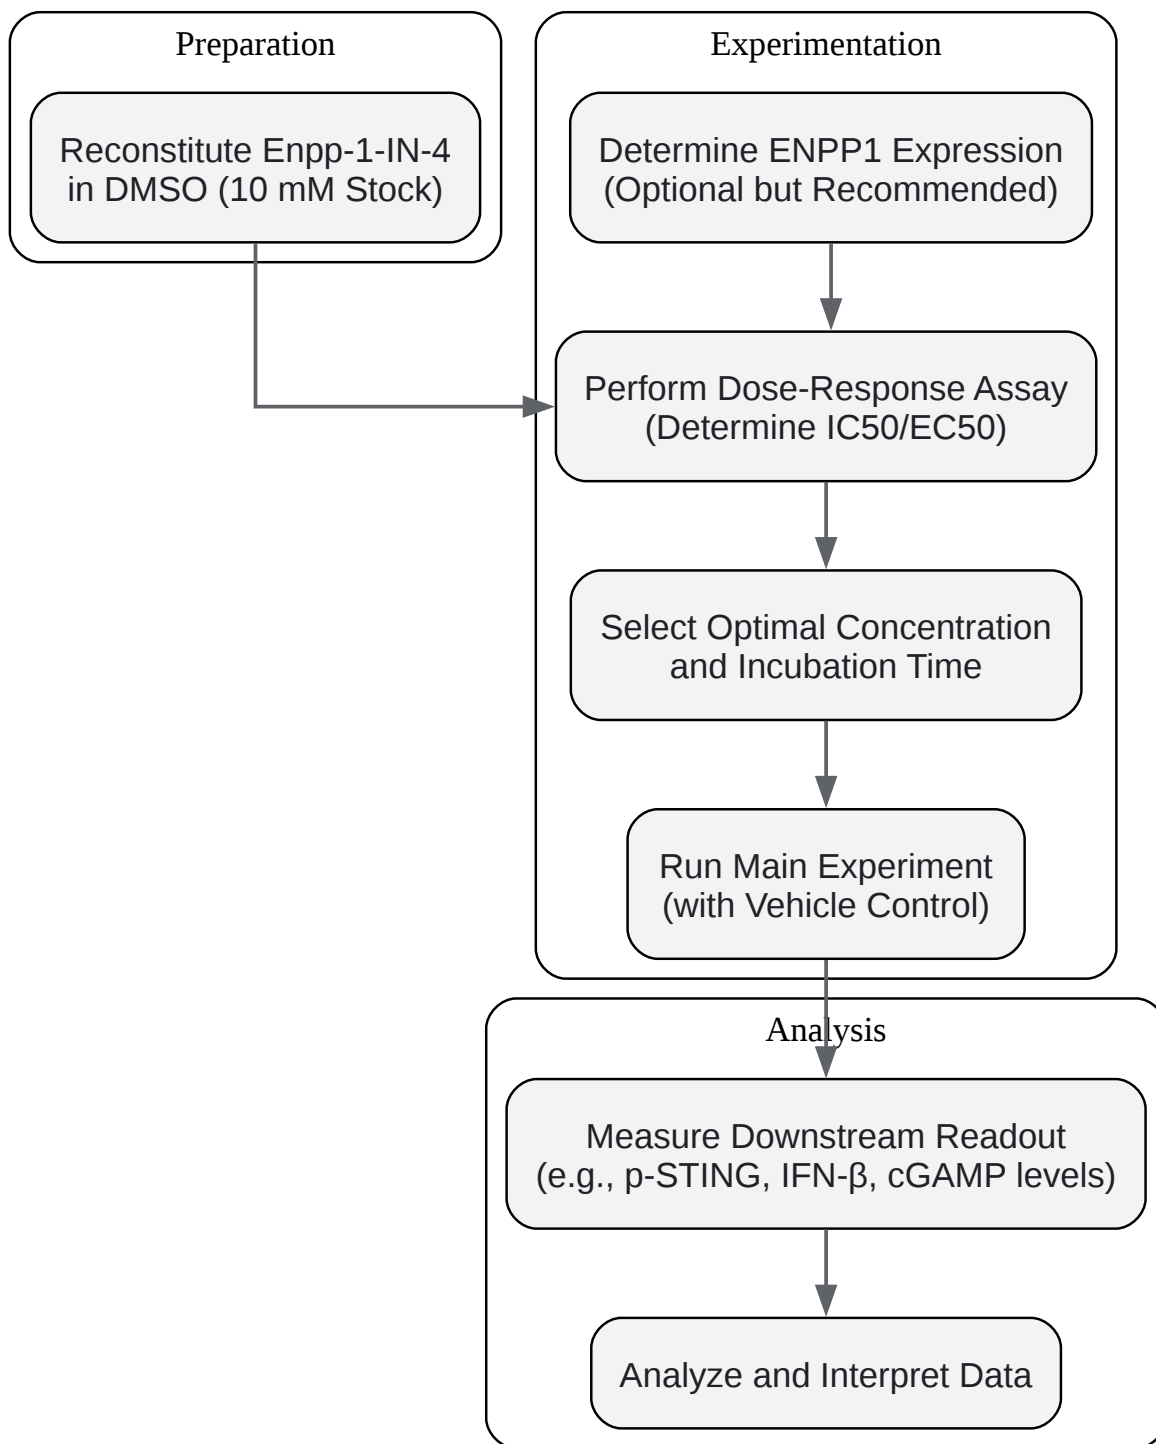 Preparation
Reconstitute Enpp-1-IN-4
in DMSO (10 mM Stock)
Experimentation
Determine ENPP1 Expression
(Optional but Recommended)
Perform Dose-Response Assay
(Determine IC50/EC50)
Select Optimal Concentration
and Incubation Time
Run Main Experiment
(with Vehicle Control)
Analysis
Measure Downstream Readout
(e.g., p-STING, IFN-β, cGAMP levels)
Analyze and Interpret Data